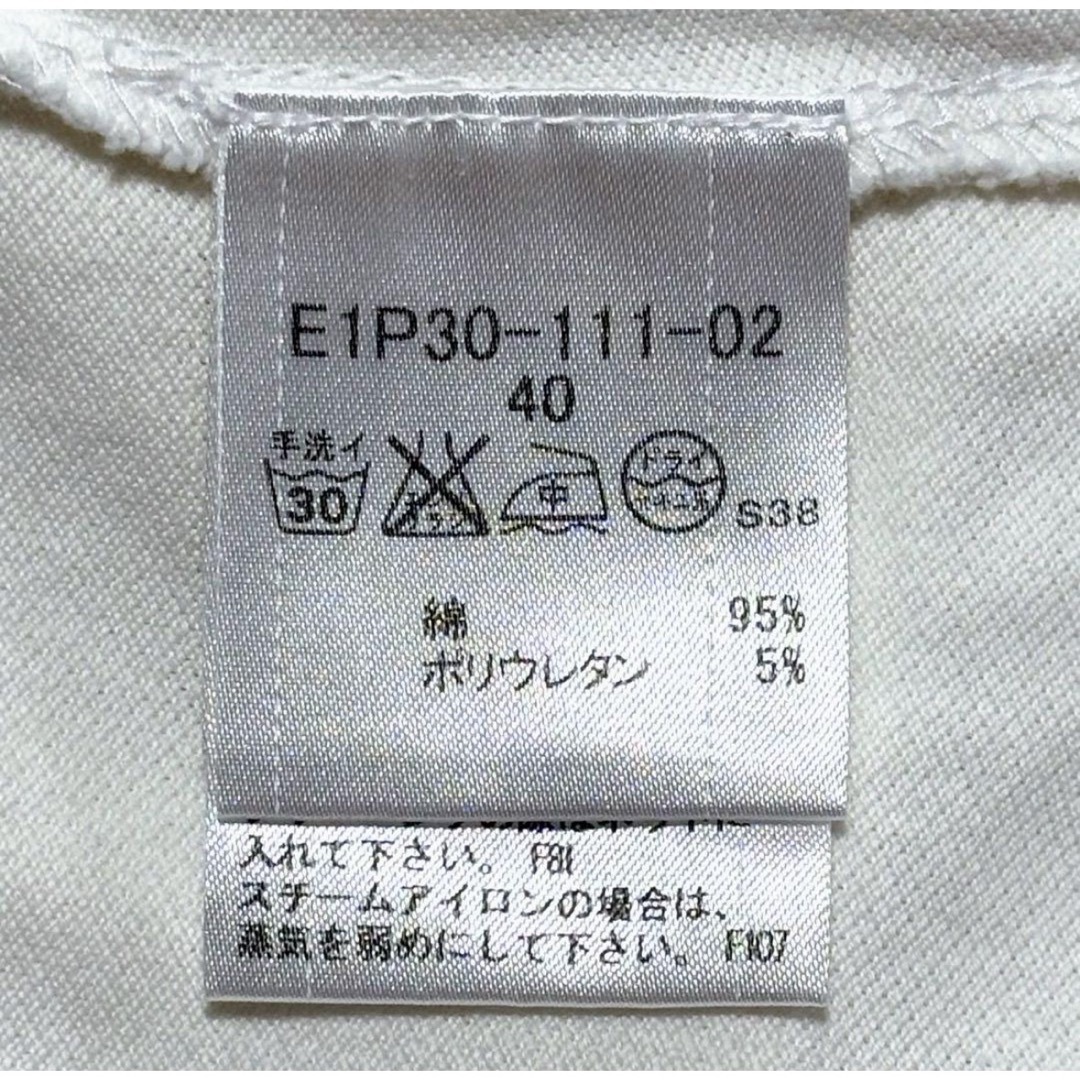 E1P30-111-02
40
手洗イ
30
中
ドライ
S38
綿 95%
ポリウレタン 5%
入れて下さい。 F81
スチームアイロンの場合は、
蒸気を弱めにして下さい。 F107